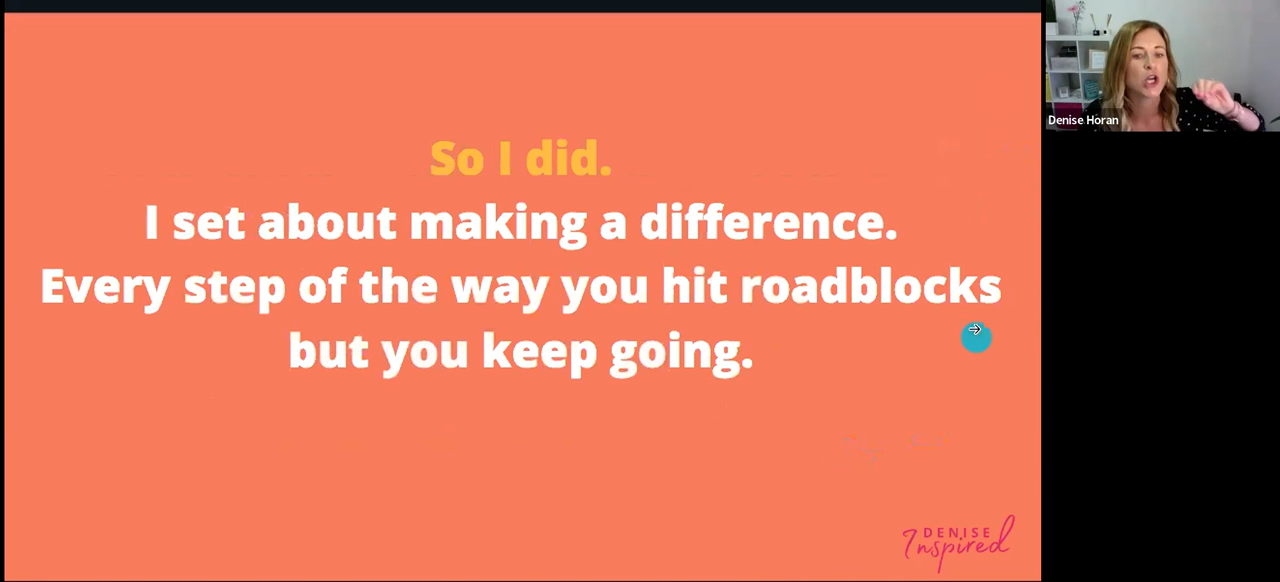 So I did.
I set about making a difference.
Every step of the way you hit roadblocks
but you keep going.
DENISE
Inspired
Denise Horan